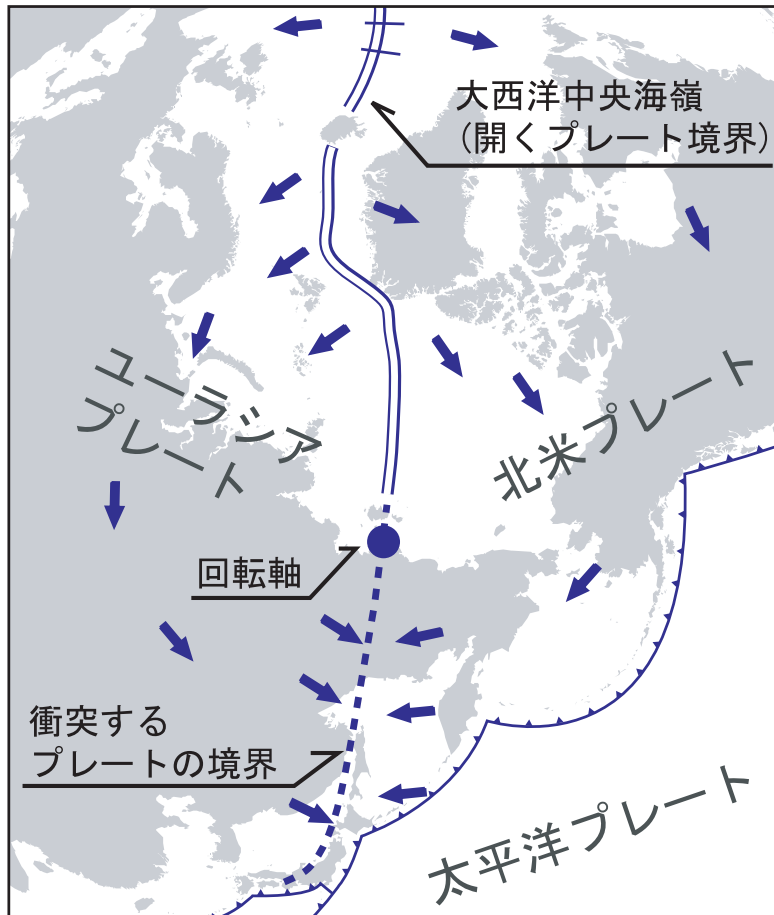 大西洋中央海嶺
（開くプレート境界）
ユーラシア
プレート
北米プレート
回転軸
衝突する
プレートの境界
太平洋プレート